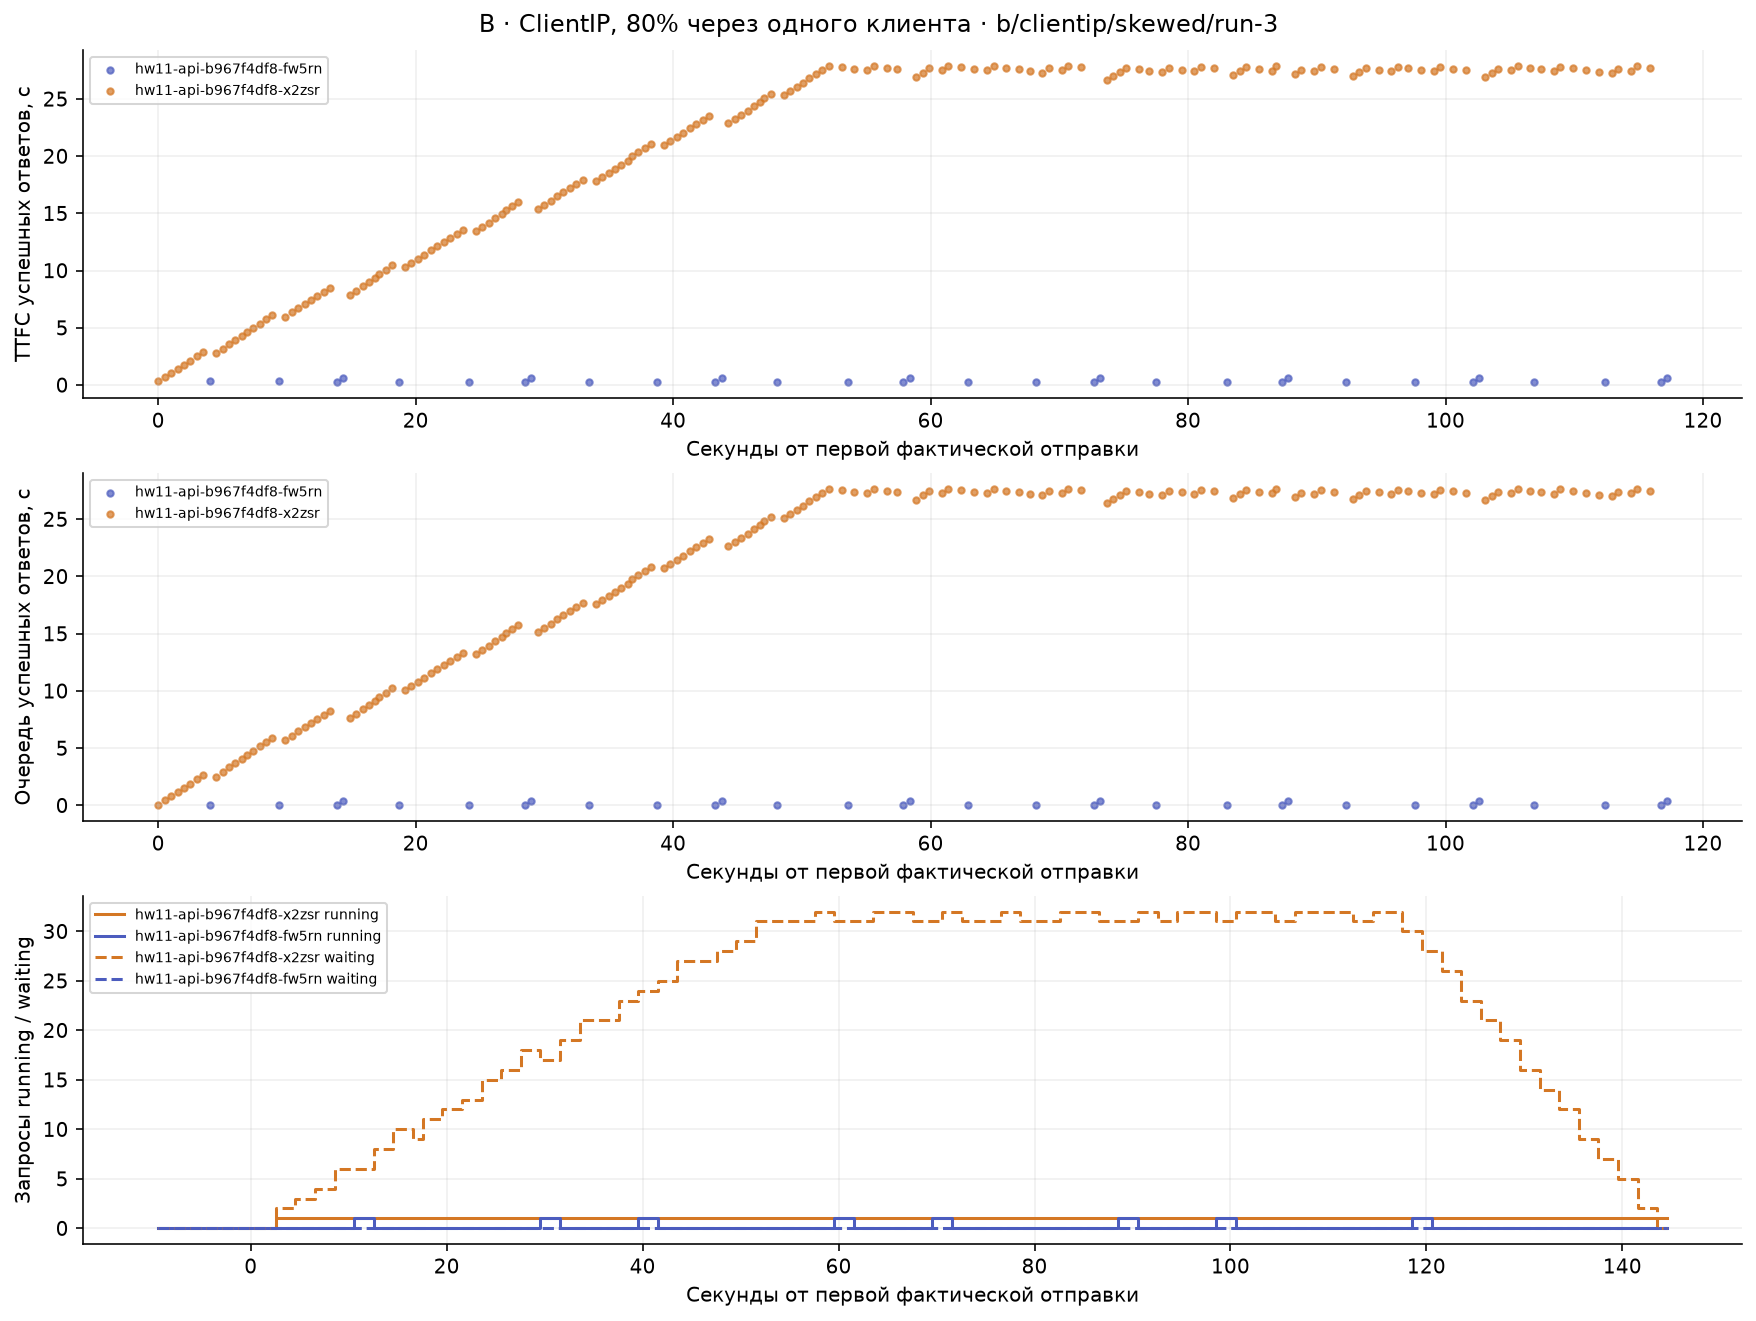 B · ClientIP, 80% через одного клиента · b/clientip/skewed/run-3
TTFC успешных ответов, с
25
20
15
10
5
0
hw11-api-b967f4df8-fw5rn
hw11-api-b967f4df8-x2zsr
0 20 40 60 80 100 120
Секунды от первой фактической отправки
Очередь успешных ответов, с
25
20
15
10
5
0
hw11-api-b967f4df8-fw5rn
hw11-api-b967f4df8-x2zsr
0 20 40 60 80 100 120
Секунды от первой фактической отправки
Запросы running / waiting
30
25
20
15
10
5
0
hw11-api-b967f4df8-x2zsr running
hw11-api-b967f4df8-fw5rn running
hw11-api-b967f4df8-x2zsr waiting
hw11-api-b967f4df8-fw5rn waiting
0 20 40 60 80 100 120 140
Секунды от первой фактической отправки